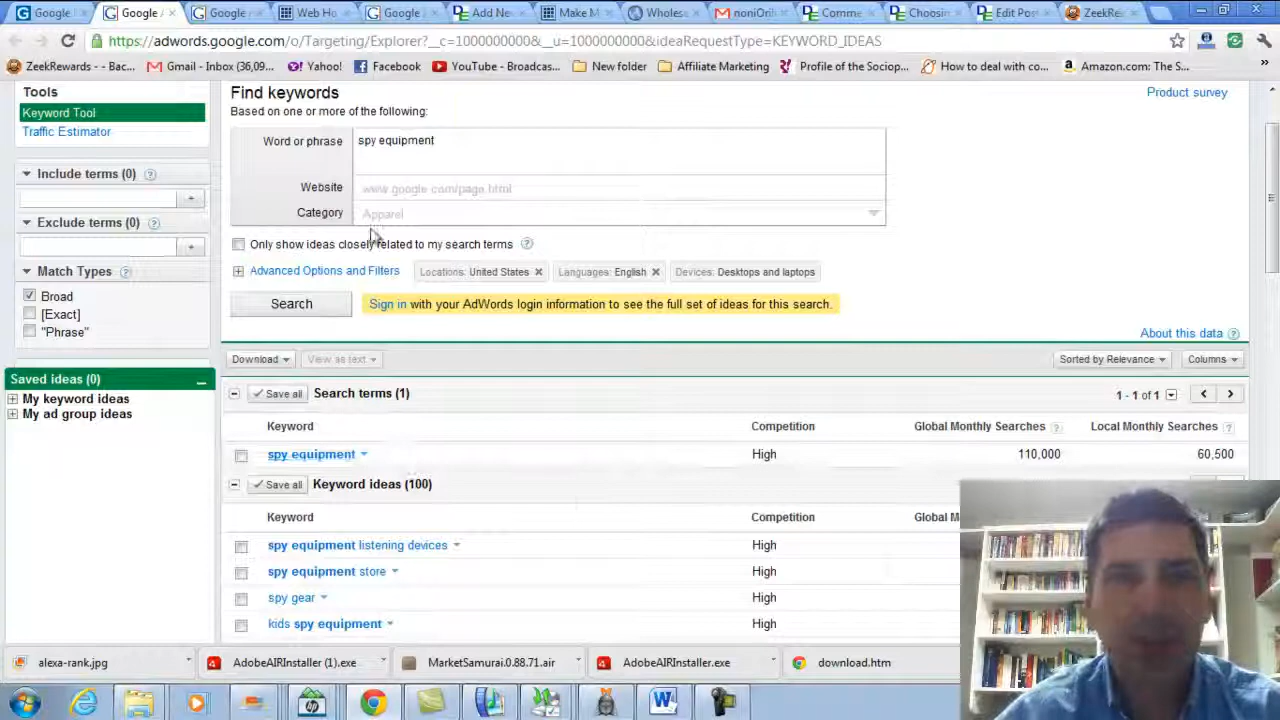 Google
Google A
Google
Web Ho
Google
Add Ne
Make M
Wholes
noniOrib
Comme
Choosin
Edit Pos
ZeekRe
https://adwords.google.com/o/Targeting/Explorer?__c=1000000000&__u=1000000000&ideaRequestType=KEYWORD_IDEAS
ZeekRewards -- Bac...
Gmail - Inbox (36,09...
Yahoo!
Facebook
YouTube - Broadcas...
New folder
Affiliate Marketing
Profile of the Sociop...
How to deal with co...
Amazon.com: The S...
Tools
Keyword Tool
Traffic Estimator
Include terms (0)
Exclude terms (0)
Match Types
Broad
[Exact]
"Phrase"
Saved ideas (0)
My keyword ideas
My ad group ideas
Find keywords
Product survey
Based on one or more of the following:
Word or phrase
spy equipment
Website
www.google.com/page.html
Category
Apparel
Only show ideas closely related to my search terms
Advanced Options and Filters
Locations: United States
Languages: English
Devices: Desktops and laptops
Search
Sign in with your AdWords login information to see the full set of ideas for this search.
About this data
Download
View as text
Sorted by Relevance
Columns
Save all
Search terms (1)
1 - 1 of 1
Keyword
Competition
Global Monthly Searches
Local Monthly Searches
spy equipment
High
110,000
60,500
Save all
Keyword ideas (100)
Keyword
Competition
Global M
spy equipment listening devices
High
spy equipment store
High
spy gear
High
kids spy equipment
High
alexa-rank.jpg
AdobeAIRInstaller (1).exe
MarketSamurai.0.88.71.air
AdobeAIRInstaller.exe
download.htm